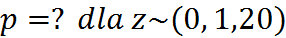 p =? dla z~(0, 1,20)